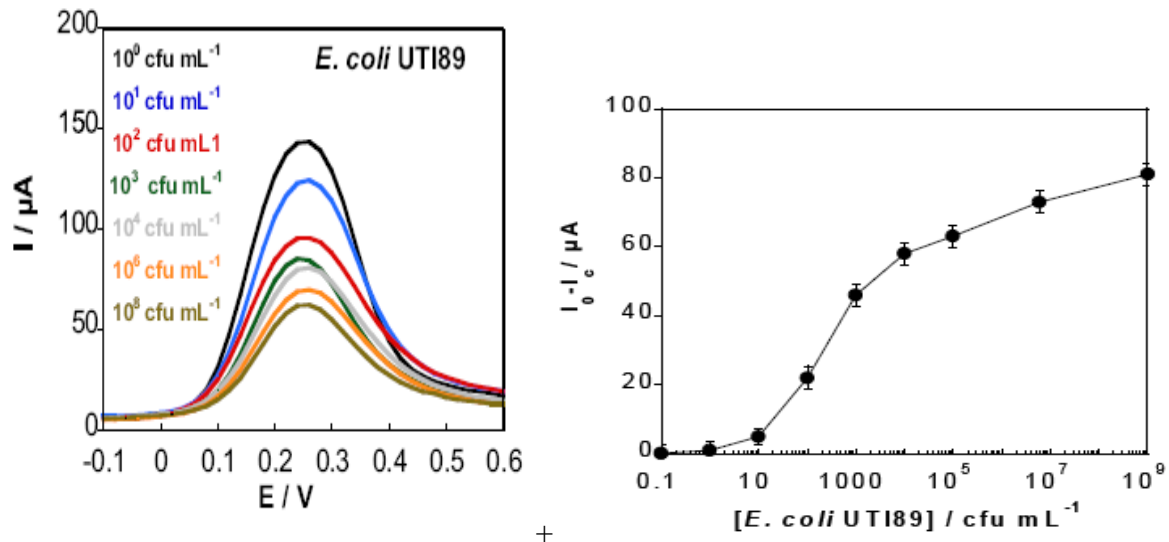 200
E. coli UTI89
10⁰ cfu mL⁻¹
10¹ cfu mL⁻¹
150
10² cfu mL1
10³ cfu mL⁻¹
100
10⁴ cfu mL⁻¹
10⁶ cfu mL⁻¹
50
10⁸ cfu mL⁻¹
0
I / µA
-0.1 0 0.1 0.2 0.3 0.4 0.5 0.6
E / V
+
100
80
60
40
20
0
I₀-I꜀ / µA
0.1 10 1000 10⁵ 10⁷ 10⁹
[E. coli UTI89] / cfu mL⁻¹